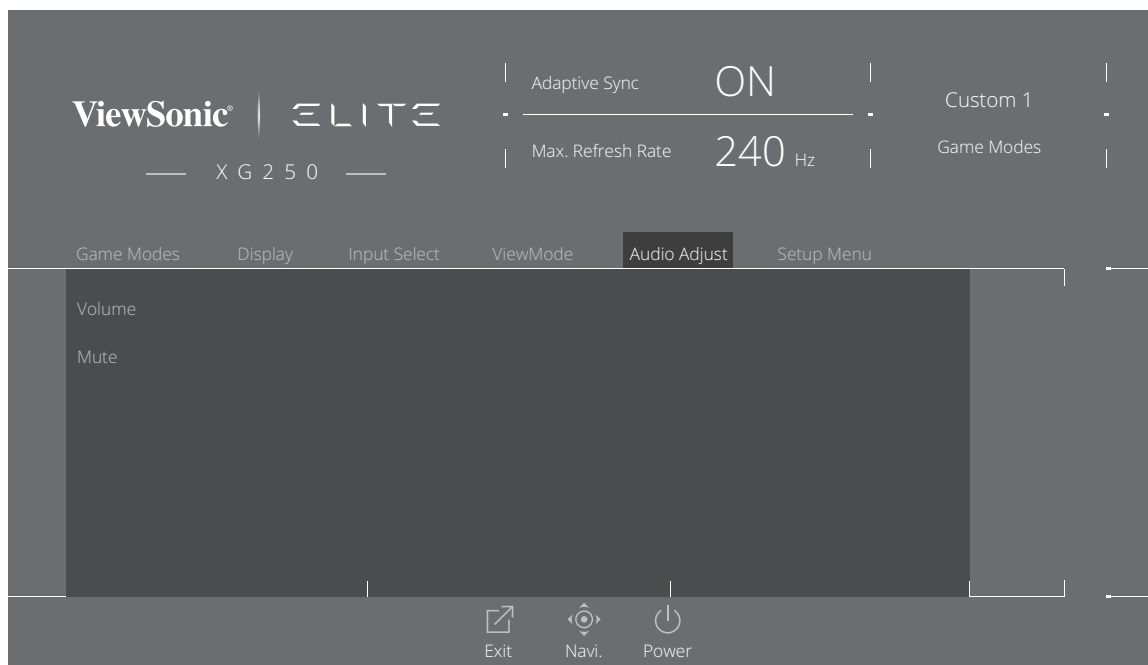 ViewSonic® ELITE
XG250
Adaptive Sync ON
Max. Refresh Rate 240 Hz
Custom 1
Game Modes
Game Modes Display Input Select ViewMode Audio Adjust Setup Menu
Volume
Mute
Exit Navi. Power